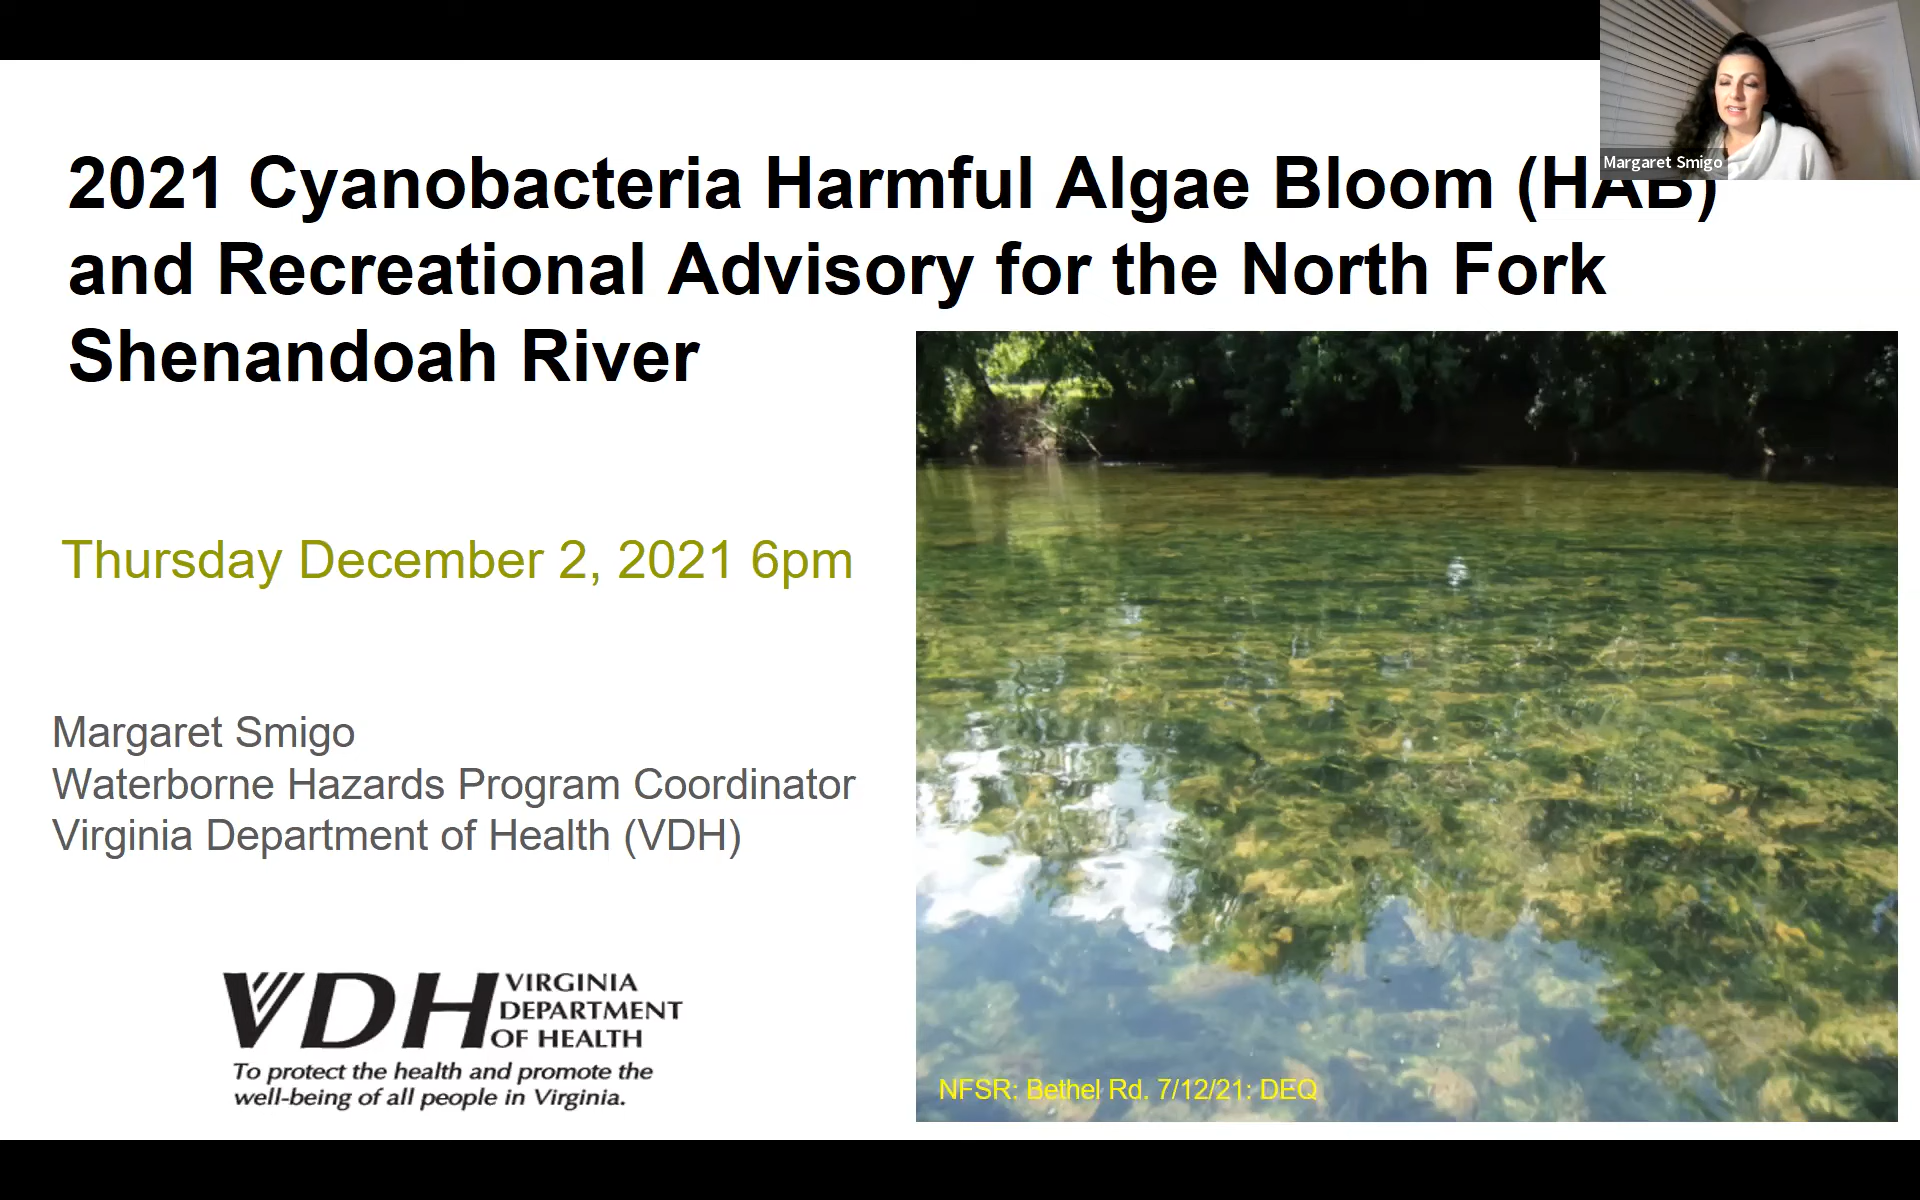 Margaret Smigo
2021 Cyanobacteria Harmful Algae Bloom (HAB)
and Recreational Advisory for the North Fork
Shenandoah River
Thursday December 2, 2021 6pm
Margaret Smigo
Waterborne Hazards Program Coordinator
Virginia Department of Health (VDH)
VDH VIRGINIA
DEPARTMENT
OF HEALTH
To protect the health and promote the
well-being of all people in Virginia.
NFSR: Bethel Rd. 7/12/21: DEQ